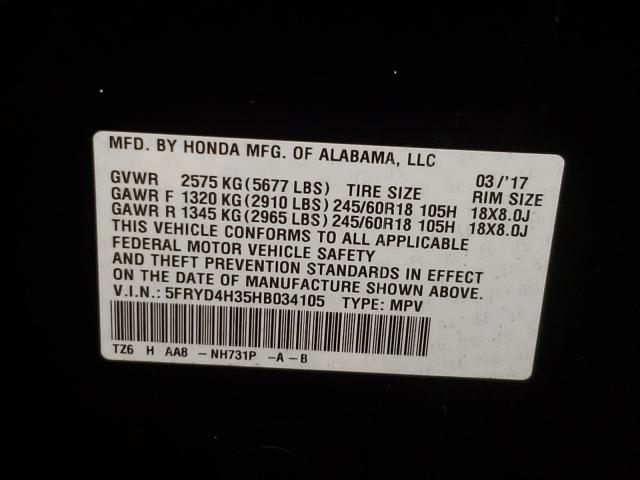 MFD. BY HONDA MFG. OF ALABAMA, LLC
03/'17
GVWR 2575 KG(5677 LBS) TIRE SIZE RIM SIZE
GAWR F 1320 KG(2910 LBS) 245/60R18 105H 18X8.0J
GAWR R 1345 KG(2965 LBS) 245/60R18 105H 18X8.0J
THIS VEHICLE CONFORMS TO ALL APPLICABLE
FEDERAL MOTOR VEHICLE SAFETY
AND THEFT PREVENTION STANDARDS IN EFFECT
ON THE DATE OF MANUFACTURE SHOWN ABOVE.
V.I.N.: 5FRYD4H35HB034105 TYPE: MPV
TZ6 H AA8 - NH731P -A-B